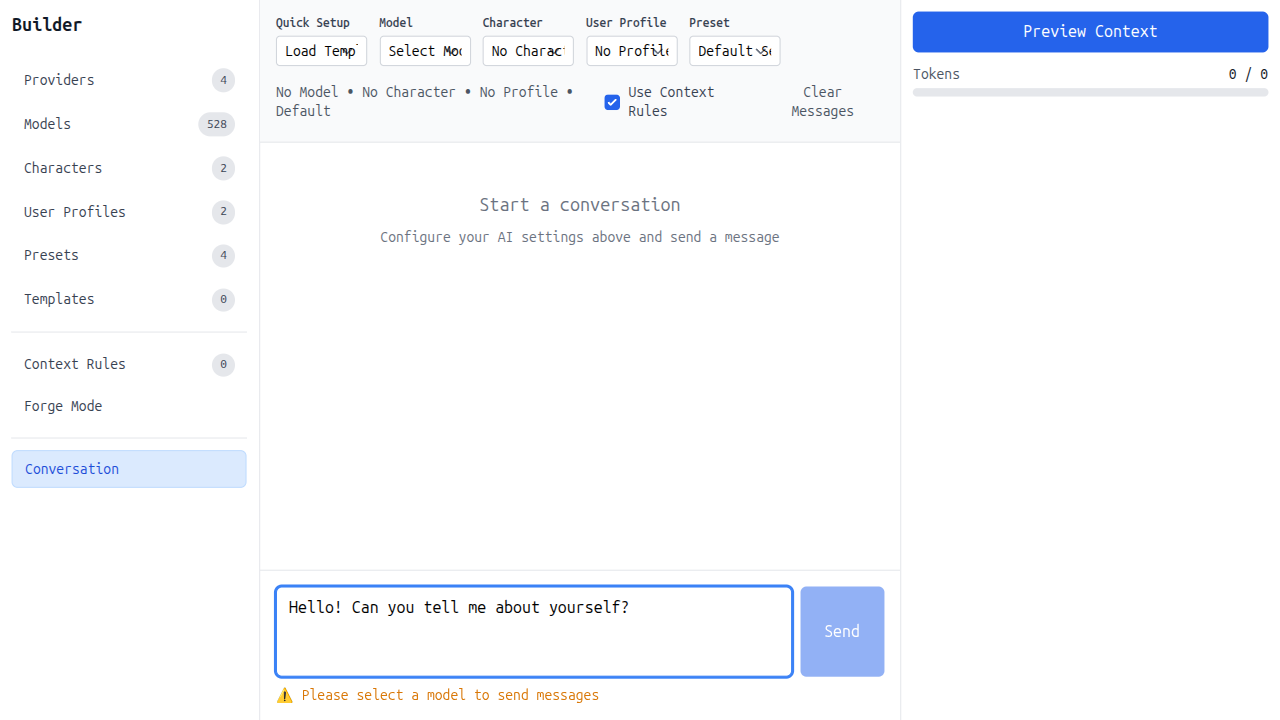 Builder
Providers 4
Models 528
Characters 2
User Profiles 2
Presets 4
Templates 0
Context Rules 0
Forge Mode
Conversation
Quick Setup Model Character User Profile Preset
Load Temp Select Mod No Charac No Profile Default Se
No Model • No Character • No Profile •
Default
Use Context
Rules
Clear
Messages
Start a conversation
Configure your AI settings above and send a message
Hello! Can you tell me about yourself?
Send
⚠️ Please select a model to send messages
Preview Context
Tokens 0 / 0